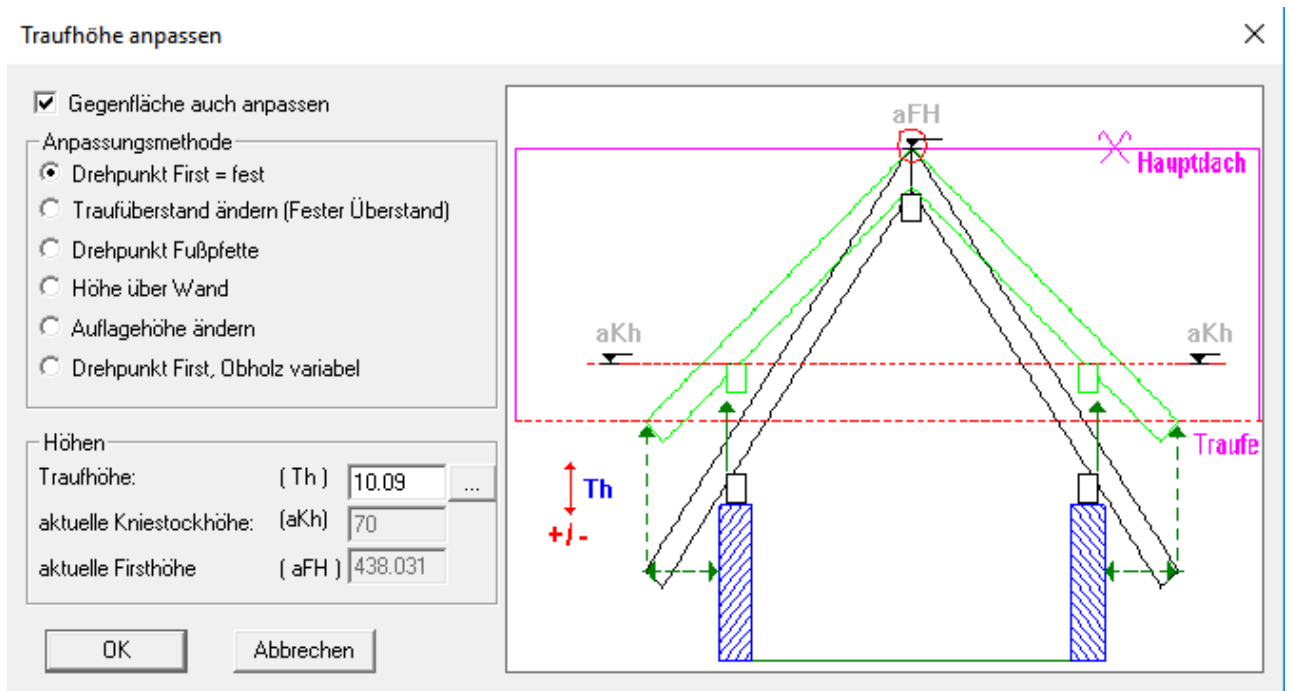 Traufhöhe anpassen
Gegenfläche auch anpassen
Anpassungsmethode
Drehpunkt First = fest
Traufüberstand ändern (Fester Überstand)
Drehpunkt Fußpfette
Höhe über Wand
Auflagehöhe ändern
Drehpunkt First, Obholz variabel
Höhen
Traufhöhe: ( Th ) 10.09 ...
aktuelle Kniestockhöhe: (aKh) 70
aktuelle Firsthöhe ( aFH ) 438.031
OK Abbrechen
aFH
Hauptdach
aKh aKh
Traufe
Th
+/-